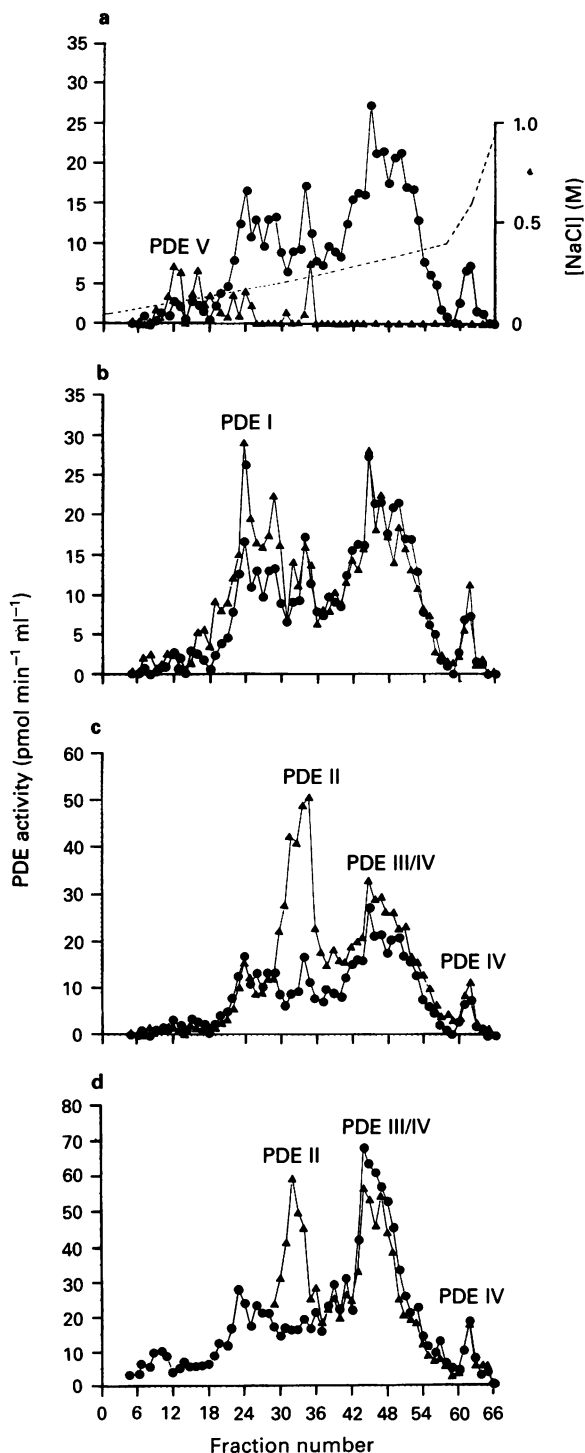 a
35
30
25
20
15
10
5
0
PDE V
1.0
0.5
0
[NaCl] (M)
b
35
30
25
20
15
10
5
0
PDE I
c
60
50
40
30
20
10
0
PDE II
PDE III/IV
PDE IV
d
80
70
60
50
40
30
20
10
0
PDE II
PDE III/IV
PDE IV
0 6 12 18 24 30 36 42 48 54 60 66
Fraction number
PDE activity (pmol min⁻¹ ml⁻¹)